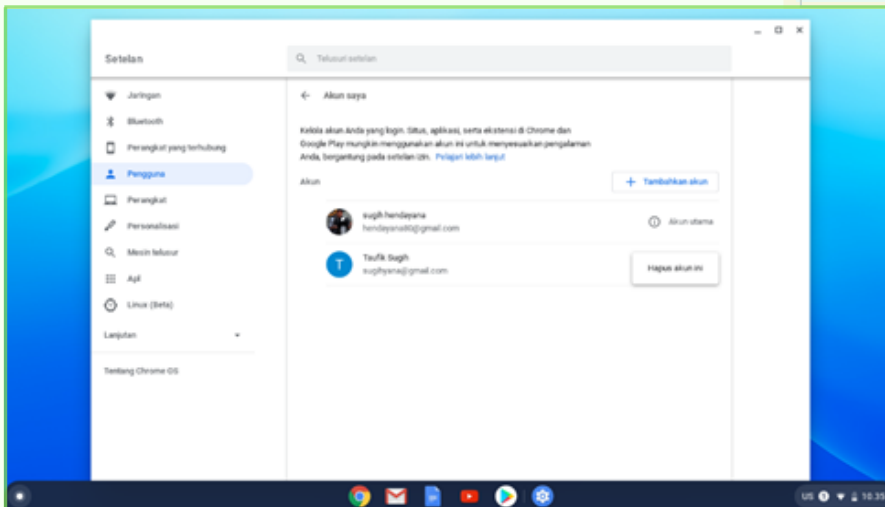 Setelan
Telusuri setelan
Jaringan
Bluetooth
Perangkat yang terhubung
Pengguna
Perangkat
Personalisasi
Mesin telusur
Apl
Linux (Beta)
Lanjutan
Tentang Chrome OS
Akun saya
Kelola akun Anda yang login. Situs, aplikasi, serta ekstensi di Chrome dan
Google Play mungkin menggunakan akun ini untuk menyesuaikan pengalaman
Anda, bergantung pada setelan izin. Pelajari lebih lanjut
Akun
Tambahkan akun
sugih hendayana
hendayana80@gmail.com
Akun utama
T
Taufik Sugih
sugihyana@gmail.com
Hapus akun ini
US
10.35